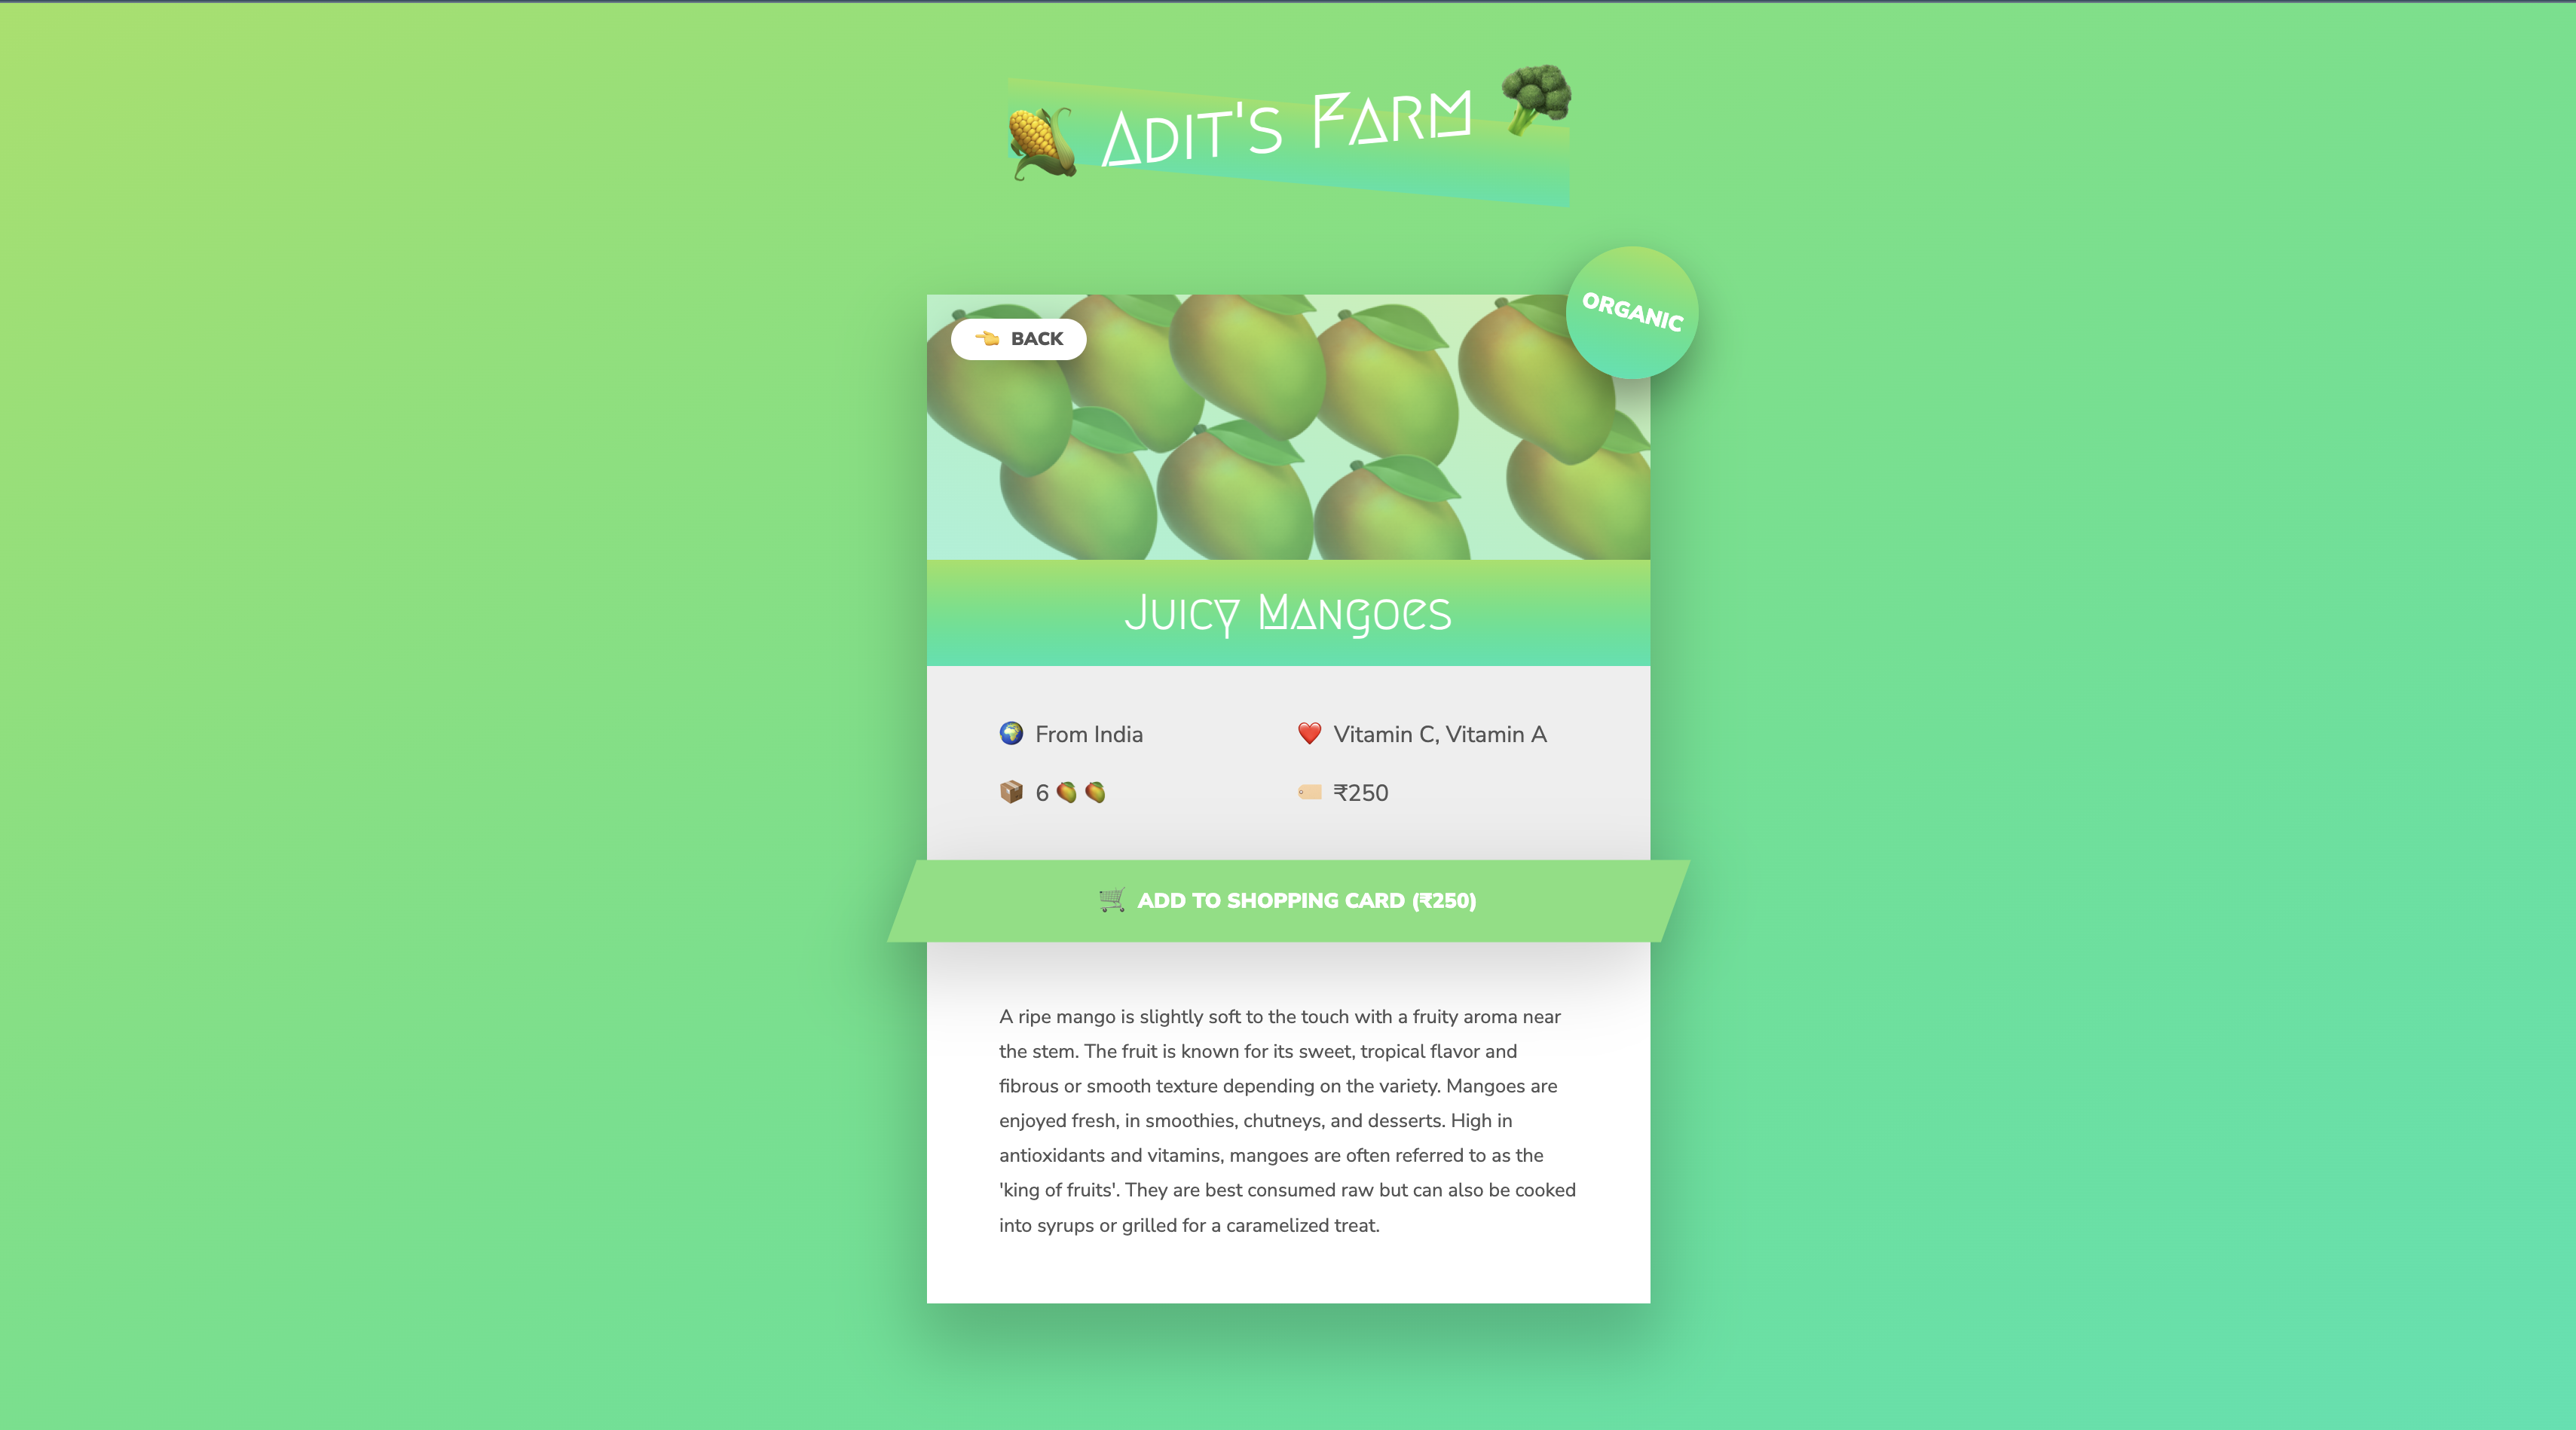 Adit's Farm
ORGANIC
BACK
Juicy Mangoes
From India
Vitamin C, Vitamin A
6
₹250
ADD TO SHOPPING CARD (₹250)
A ripe mango is slightly soft to the touch with a fruity aroma near
the stem. The fruit is known for its sweet, tropical flavor and
fibrous or smooth texture depending on the variety. Mangoes are
enjoyed fresh, in smoothies, chutneys, and desserts. High in
antioxidants and vitamins, mangoes are often referred to as the
'king of fruits'. They are best consumed raw but can also be cooked
into syrups or grilled for a caramelized treat.